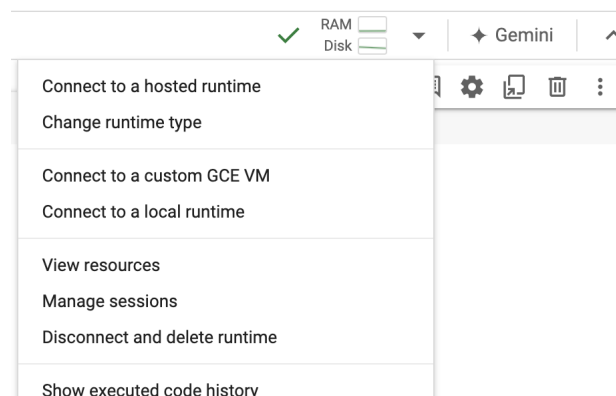 RAM
Disk
Gemini
Connect to a hosted runtime
Change runtime type
Connect to a custom GCE VM
Connect to a local runtime
View resources
Manage sessions
Disconnect and delete runtime
Show executed code history